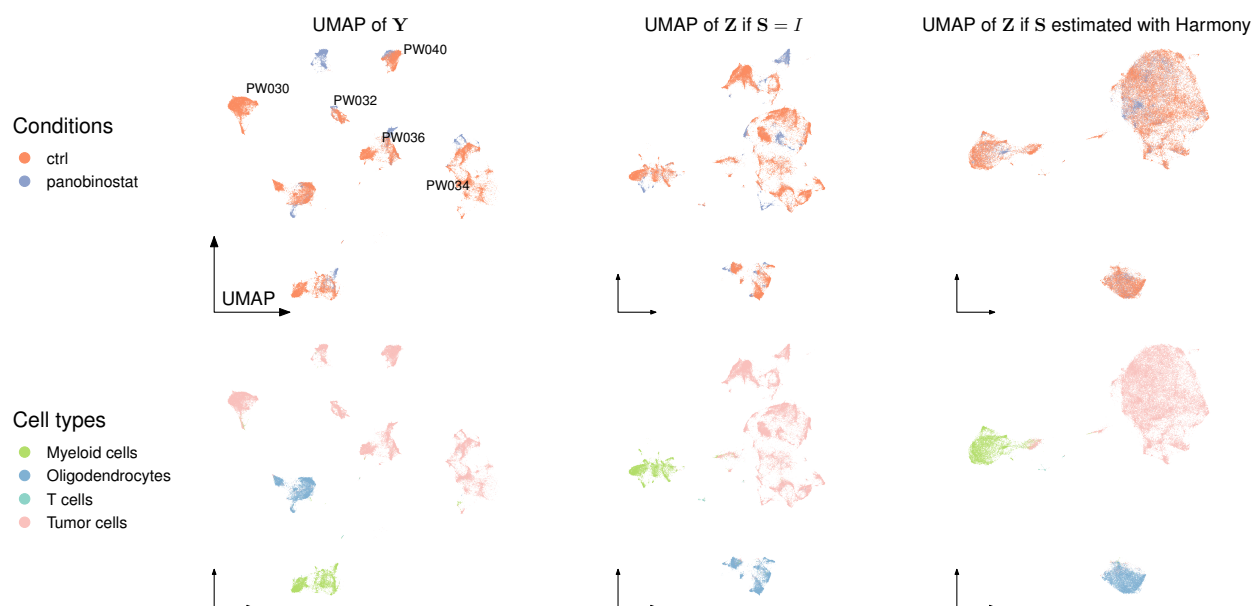 UMAP of Y
UMAP of Z if S = I
UMAP of Z if S estimated with Harmony
PW040
PW030
PW032
PW036
PW034
Conditions
ctrl
panobinostat
UMAP
Cell types
Myeloid cells
Oligodendrocytes
T cells
Tumor cells